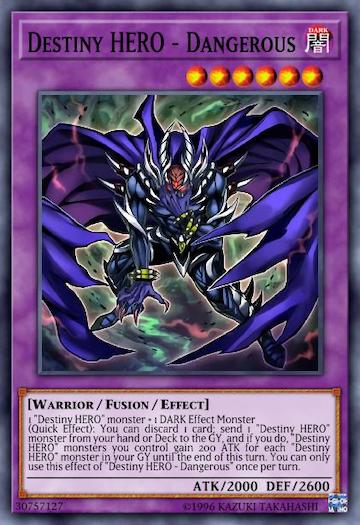 DESTINY HERO - DANGEROUS
DARK
闇
[WARRIOR / FUSION / EFFECT]
1 "Destiny HERO" monster + 1 DARK Effect Monster
(Quick Effect): You can discard 1 card; send 1 "Destiny HERO"
monster from your hand or Deck to the GY, and if you do, "Destiny
HERO" monsters you control gain 200 ATK for each "Destiny
HERO" monster in your GY until the end of this turn. You can only
use this effect of "Destiny HERO - Dangerous" once per turn.
ATK/2000 DEF/2600
30757127
©1996 KAZUKI TAKAHASHI